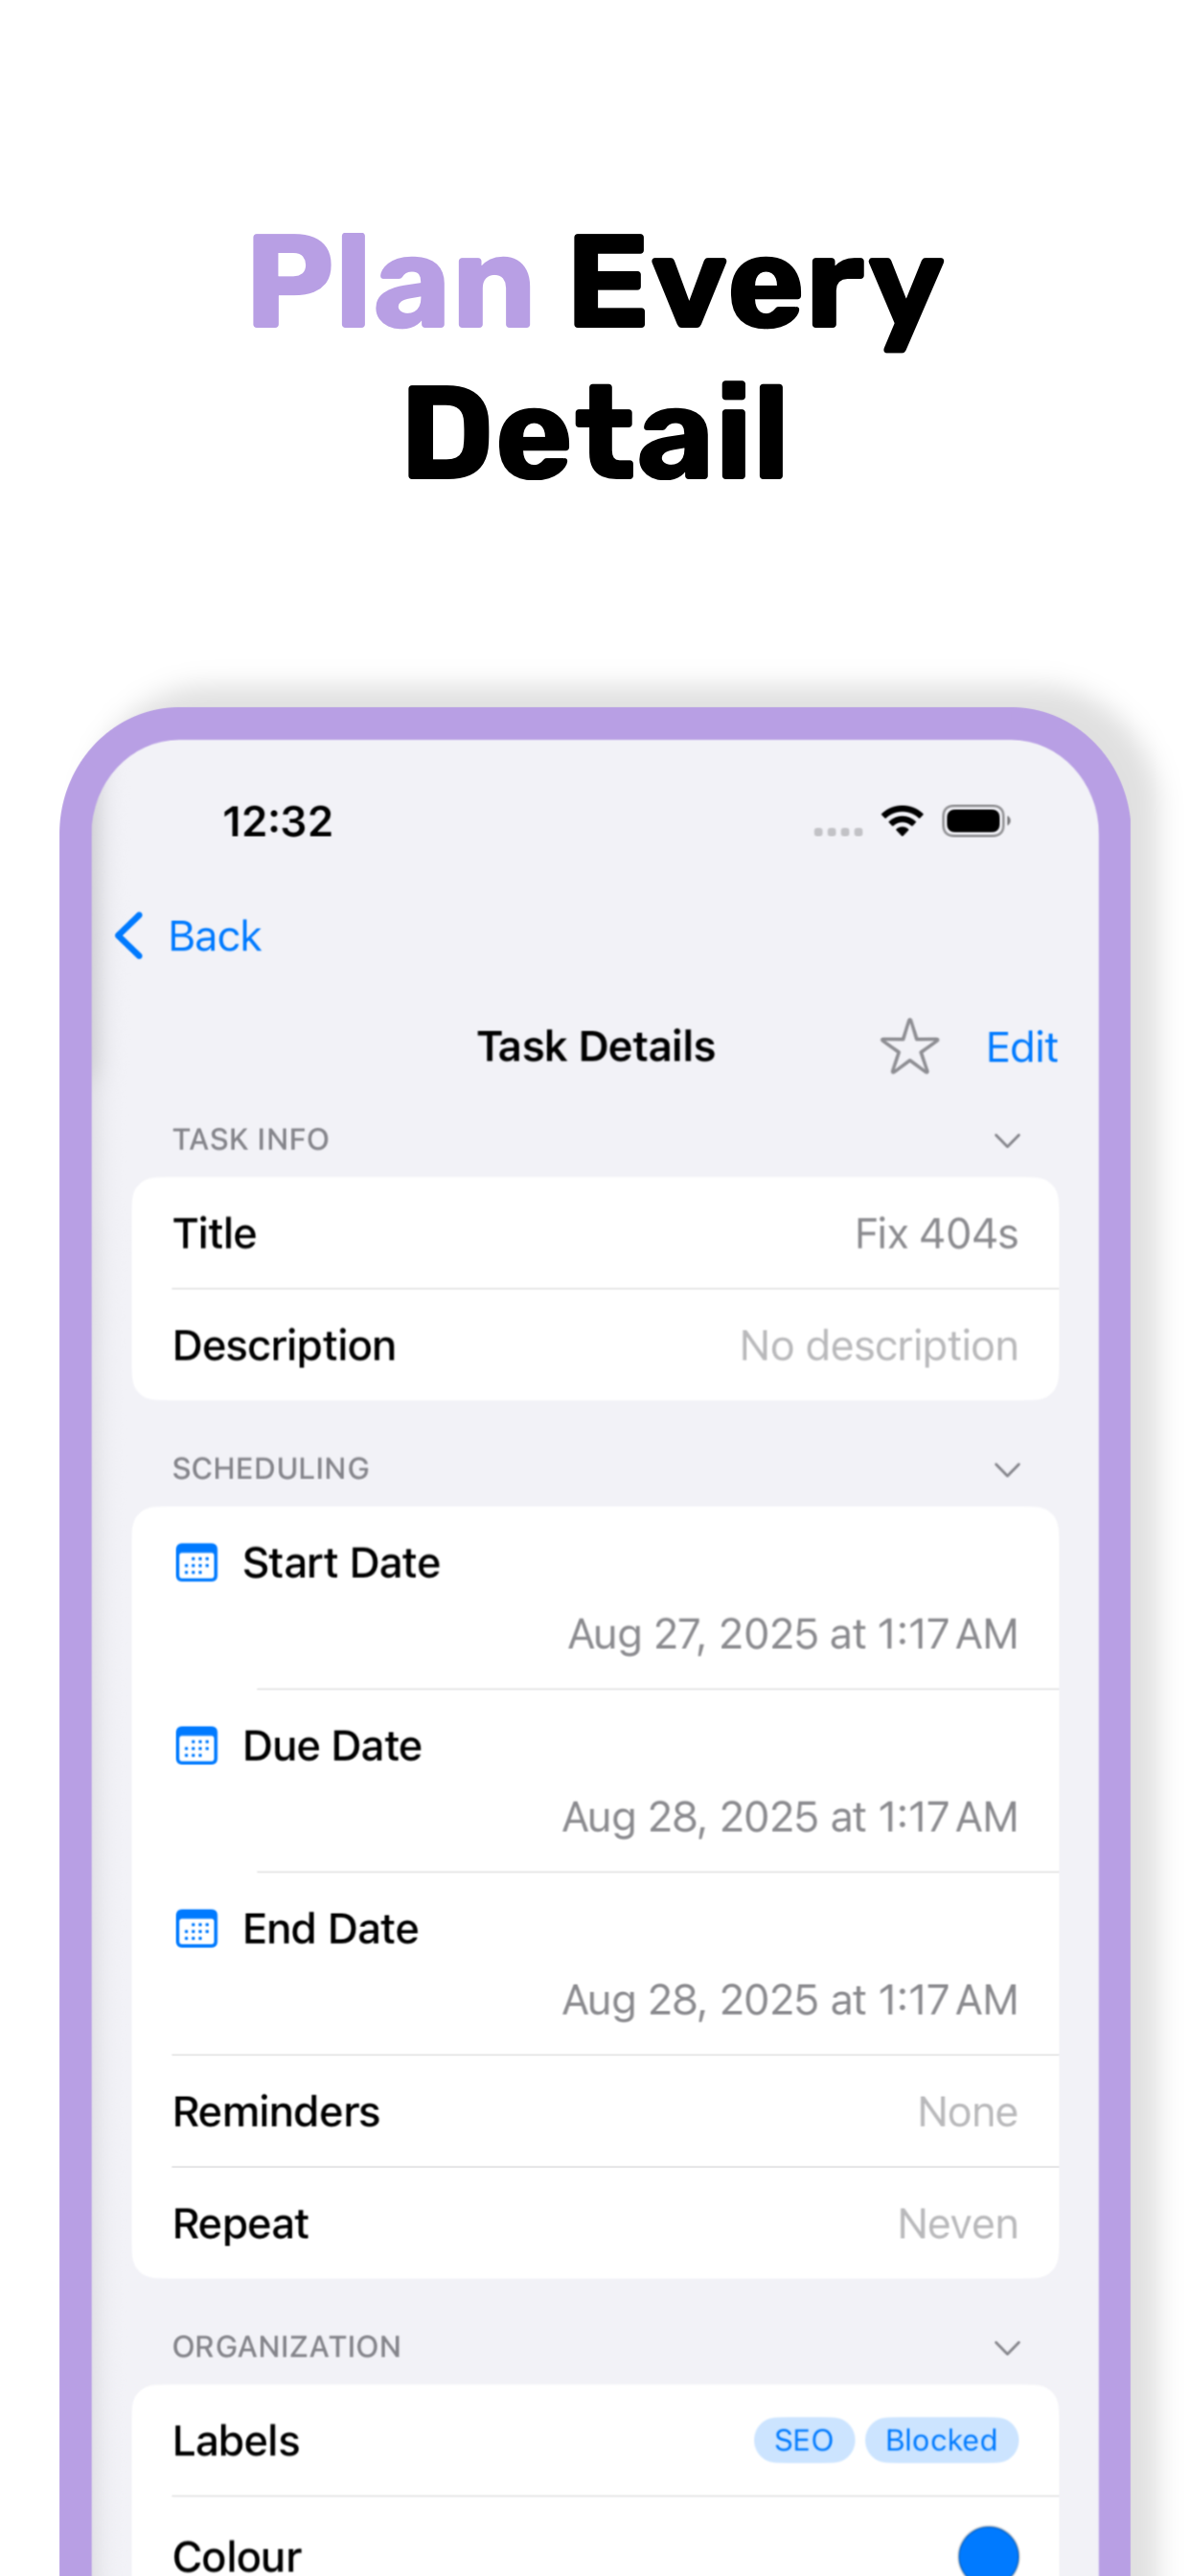 Plan Every
Detail
12:32
Back
Task Details
Edit
TASK INFO
Title Fix 404s
Description No description
SCHEDULING
Start Date
Aug 27, 2025 at 1:17 AM
Due Date
Aug 28, 2025 at 1:17 AM
End Date
Aug 28, 2025 at 1:17 AM
Reminders None
Repeat Neven
ORGANIZATION
Labels SEO Blocked
Colour